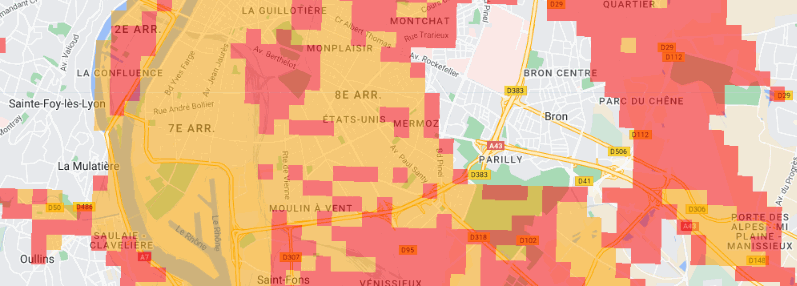 D29
Pinel
QUARTIER
LA GUILLOTIÈRE
MONTCHAT
Cr Albert Thomas
2E ARR.
Rue Trarieux
Av. Valioud
MONPLAISIR
D29
Av. Berthelot
Av. Rockefeller
D112
LA CONFLUENCE
Bd Yves Farge
Av. Jean Jaurès
BRON CENTRE
D383
8E ARR.
D29
Sainte-Foy-lès-Lyon
PARC DU CHÊNE
Rue André Bollier
Bron
7E ARR.
ÉTATS-UNIS
MERMOZ
D112
A43
D506
Av. Paul Santy
Bd Pinel
PARILLY
La Mulatière
Rue de Vienne
D383
D41
Av. du Progrès
D50
D486
MOULIN À VENT
D306
SAULAIE
CLAVELIÈRE
Le Rhône
Le Rhône
D318
D102
A43
PORTE DES
ALPES - MI
PLAINE
MANISSIEUX
D95
Oullins
A7
D307
D148
Saint-Fons
VÉNISSIEUX